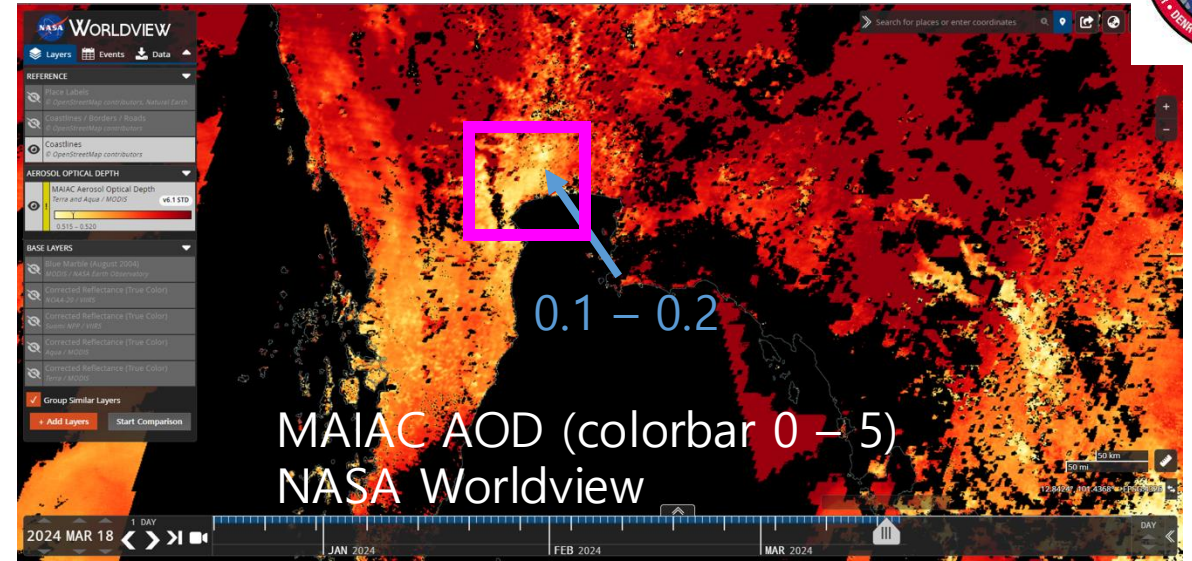 NASA WORLDVIEW
Layers Events Data
REFERENCE
Place Labels
© OpenStreetMap contributors, Natural Earth
Coastlines / Borders / Roads
© OpenStreetMap contributors
Coastlines
© OpenStreetMap contributors
AEROSOL OPTICAL DEPTH
MAIAC Aerosol Optical Depth
Terra and Aqua / MODIS
v6.1 STD
0.515 – 0.520
BASE LAYERS
Blue Marble (August 2004)
MODIS / NASA Earth Observatory
Corrected Reflectance (True Color)
NOAA-20 / VIIRS
Corrected Reflectance (True Color)
Suomi NPP / VIIRS
Corrected Reflectance (True Color)
Aqua / MODIS
Corrected Reflectance (True Color)
Terra / MODIS
Group Similar Layers
+ Add Layers Start Comparison
Search for places or enter coordinates
0.1 – 0.2
MAIAC AOD (colorbar 0 – 5)
NASA Worldview
50 km
50 mi
2024 MAR 18
1 DAY
JAN 2024
FEB 2024
MAR 2024
DAY